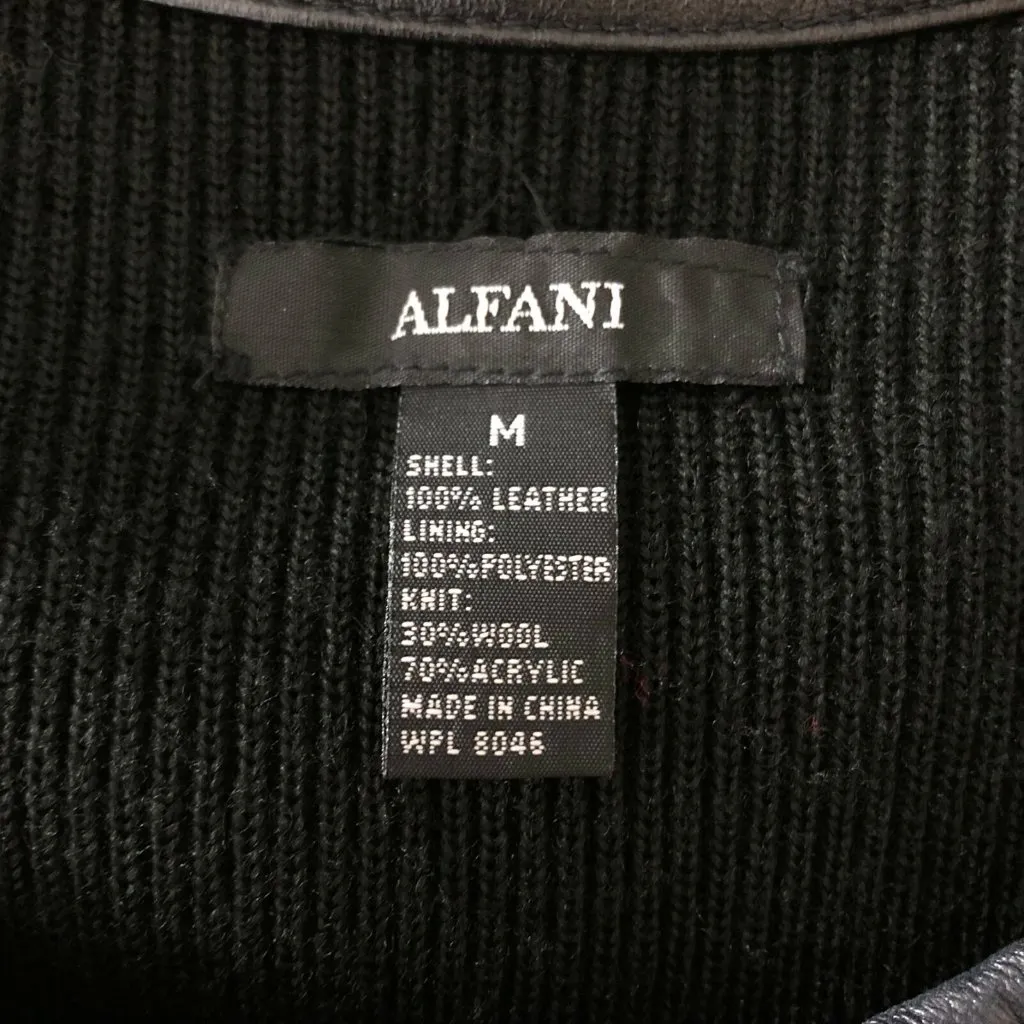 ALFANI
M
SHELL:
100% LEATHER
LINING:
100%POLYESTER
KNIT:
30%WOOL
70%ACRYLIC
MADE IN CHINA
WPL 8046